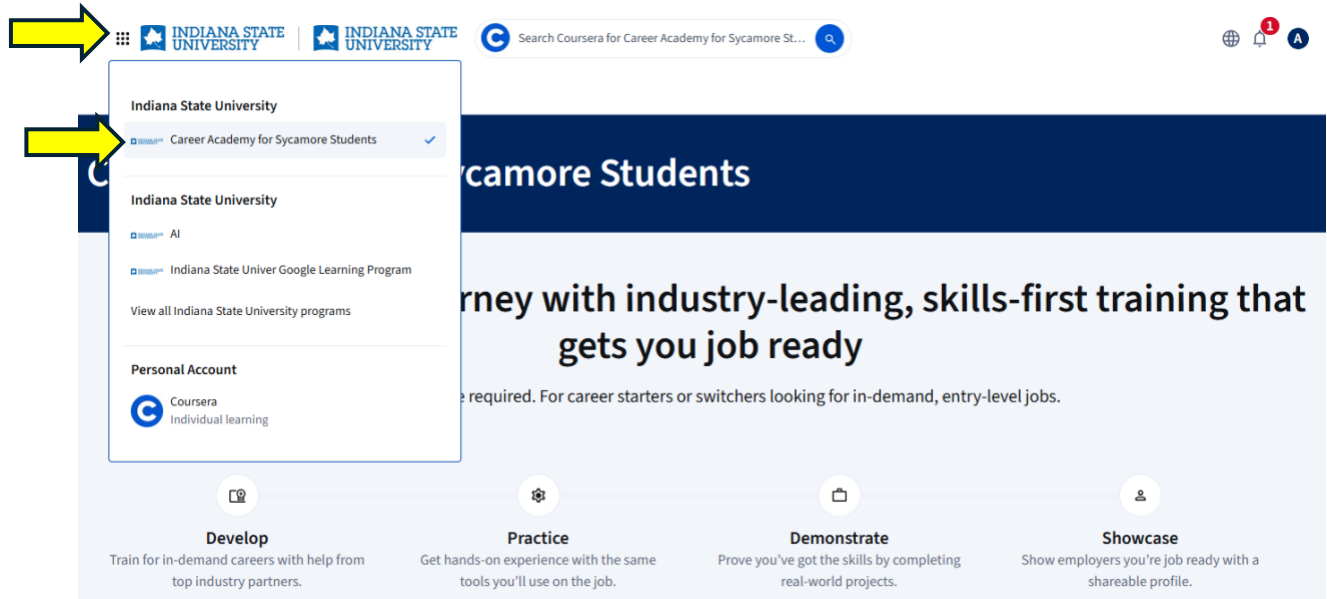 INDIANA STATE
UNIVERSITY
INDIANA STATE
UNIVERSITY
C
Search Coursera for Career Academy for Sycamore St...
1
A
Indiana State University
Career Academy for Sycamore Students
Indiana State University
AI
Indiana State Univer Google Learning Program
View all Indiana State University programs
Personal Account
C
Coursera
Individual learning
C
camore Students
rney with industry-leading, skills-first training that
gets you job ready
required. For career starters or switchers looking for in-demand, entry-level jobs.
Develop
Train for in-demand careers with help from
top industry partners.
Practice
Get hands-on experience with the same
tools you'll use on the job.
Demonstrate
Prove you've got the skills by completing
real-world projects.
Showcase
Show employers you're job ready with a
shareable profile.